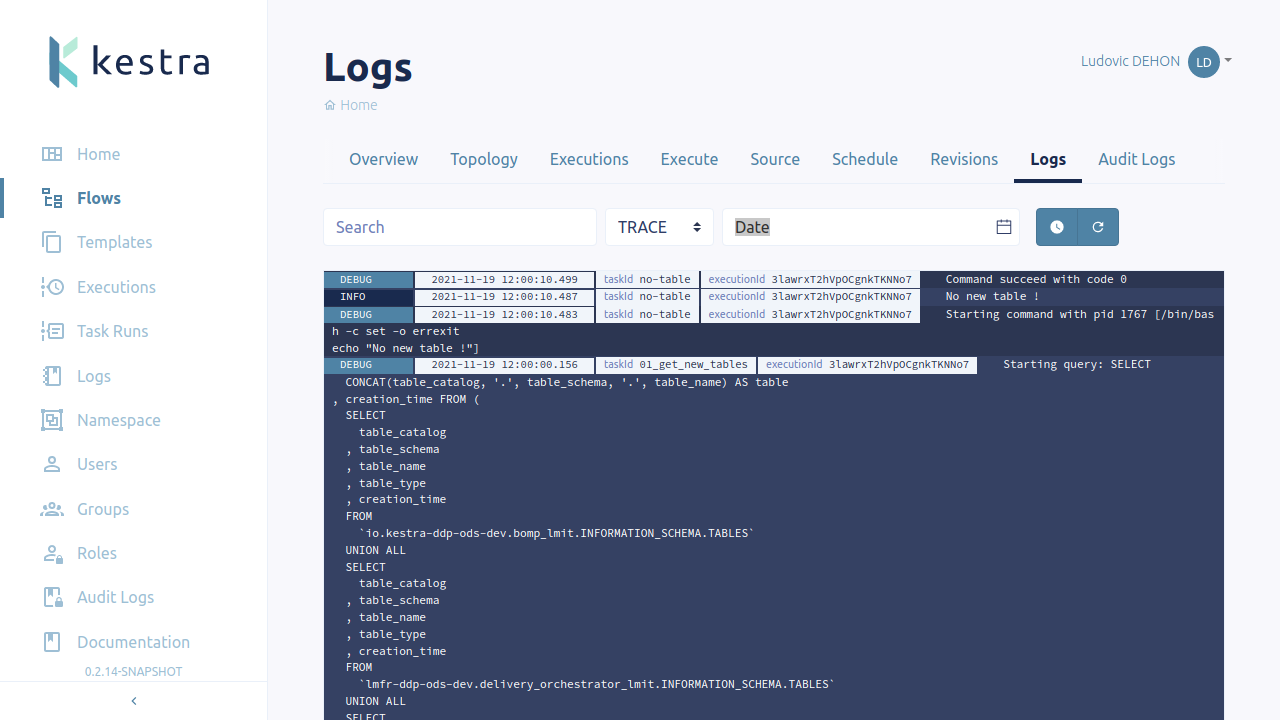 kestra
Home
Flows
Templates
Executions
Task Runs
Logs
Namespace
Users
Groups
Roles
Audit Logs
Documentation
0.2.14-SNAPSHOT
Logs
Home
Ludovic DEHON LD
Overview Topology Executions Execute Source Schedule Revisions Logs Audit Logs
Search TRACE Date
DEBUG 2021-11-19 12:00:10.499 taskId no-table executionId 3lawrxT2hVpOCgnkTKNNo7 Command succeed with code 0
INFO 2021-11-19 12:00:10.487 taskId no-table executionId 3lawrxT2hVpOCgnkTKNNo7 No new table !
DEBUG 2021-11-19 12:00:10.483 taskId no-table executionId 3lawrxT2hVpOCgnkTKNNo7 Starting command with pid 1767 [/bin/bas
h -c set -o errexit
echo "No new table !"]
DEBUG 2021-11-19 12:00:00.156 taskId 01_get_new_tables executionId 3lawrxT2hVpOCgnkTKNNo7 Starting query: SELECT
CONCAT(table_catalog, '.', table_schema, '.', table_name) AS table
, creation_time FROM (
SELECT
table_catalog
, table_schema
, table_name
, table_type
, creation_time
FROM
`io.kestra-ddp-ods-dev.bomp_lmit.INFORMATION_SCHEMA.TABLES`
UNION ALL
SELECT
table_catalog
, table_schema
, table_name
, table_type
, creation_time
FROM
`lmfr-ddp-ods-dev.delivery_orchestrator_lmit.INFORMATION_SCHEMA.TABLES`
UNION ALL
SELECT